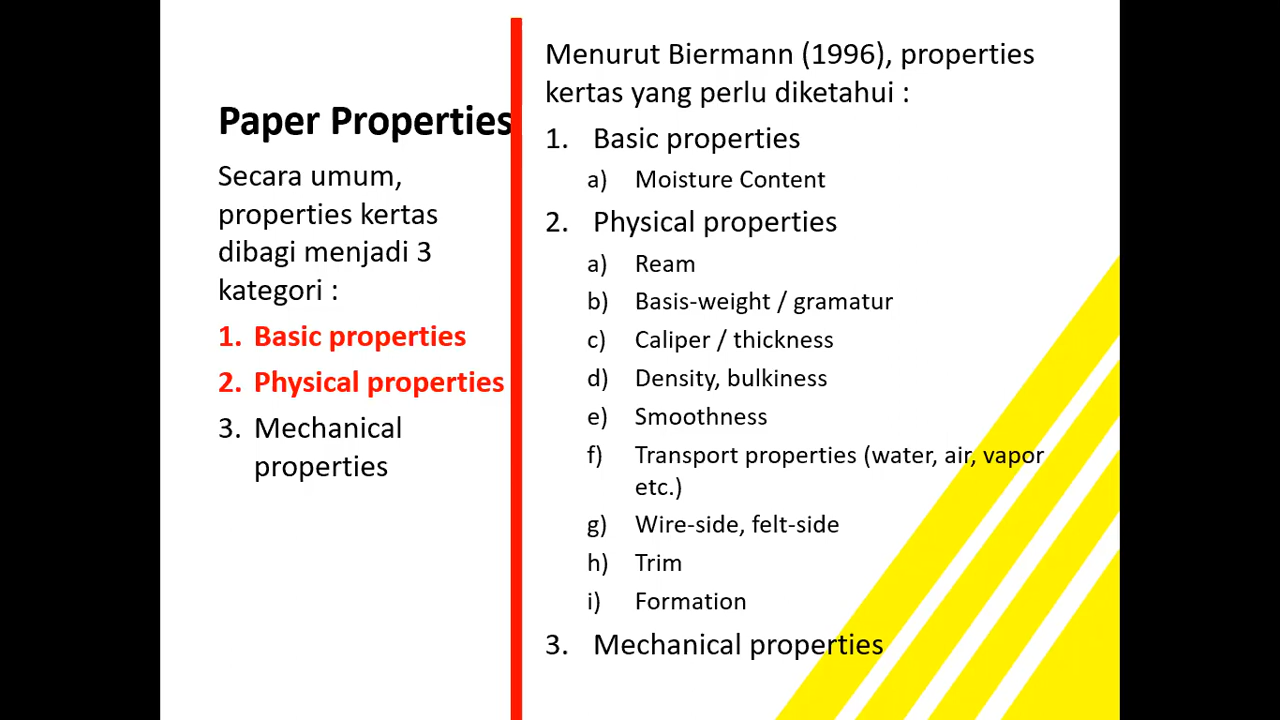 Paper Properties
Secara umum,
properties kertas
dibagi menjadi 3
kategori :
1. Basic properties
2. Physical properties
3. Mechanical
properties
Menurut Biermann (1996), properties
kertas yang perlu diketahui :
1. Basic properties
a) Moisture Content
2. Physical properties
a) Ream
b) Basis-weight / gramatur
c) Caliper / thickness
d) Density, bulkiness
e) Smoothness
f) Transport properties (water, air, vapor
etc.)
g) Wire-side, felt-side
h) Trim
i) Formation
3. Mechanical properties